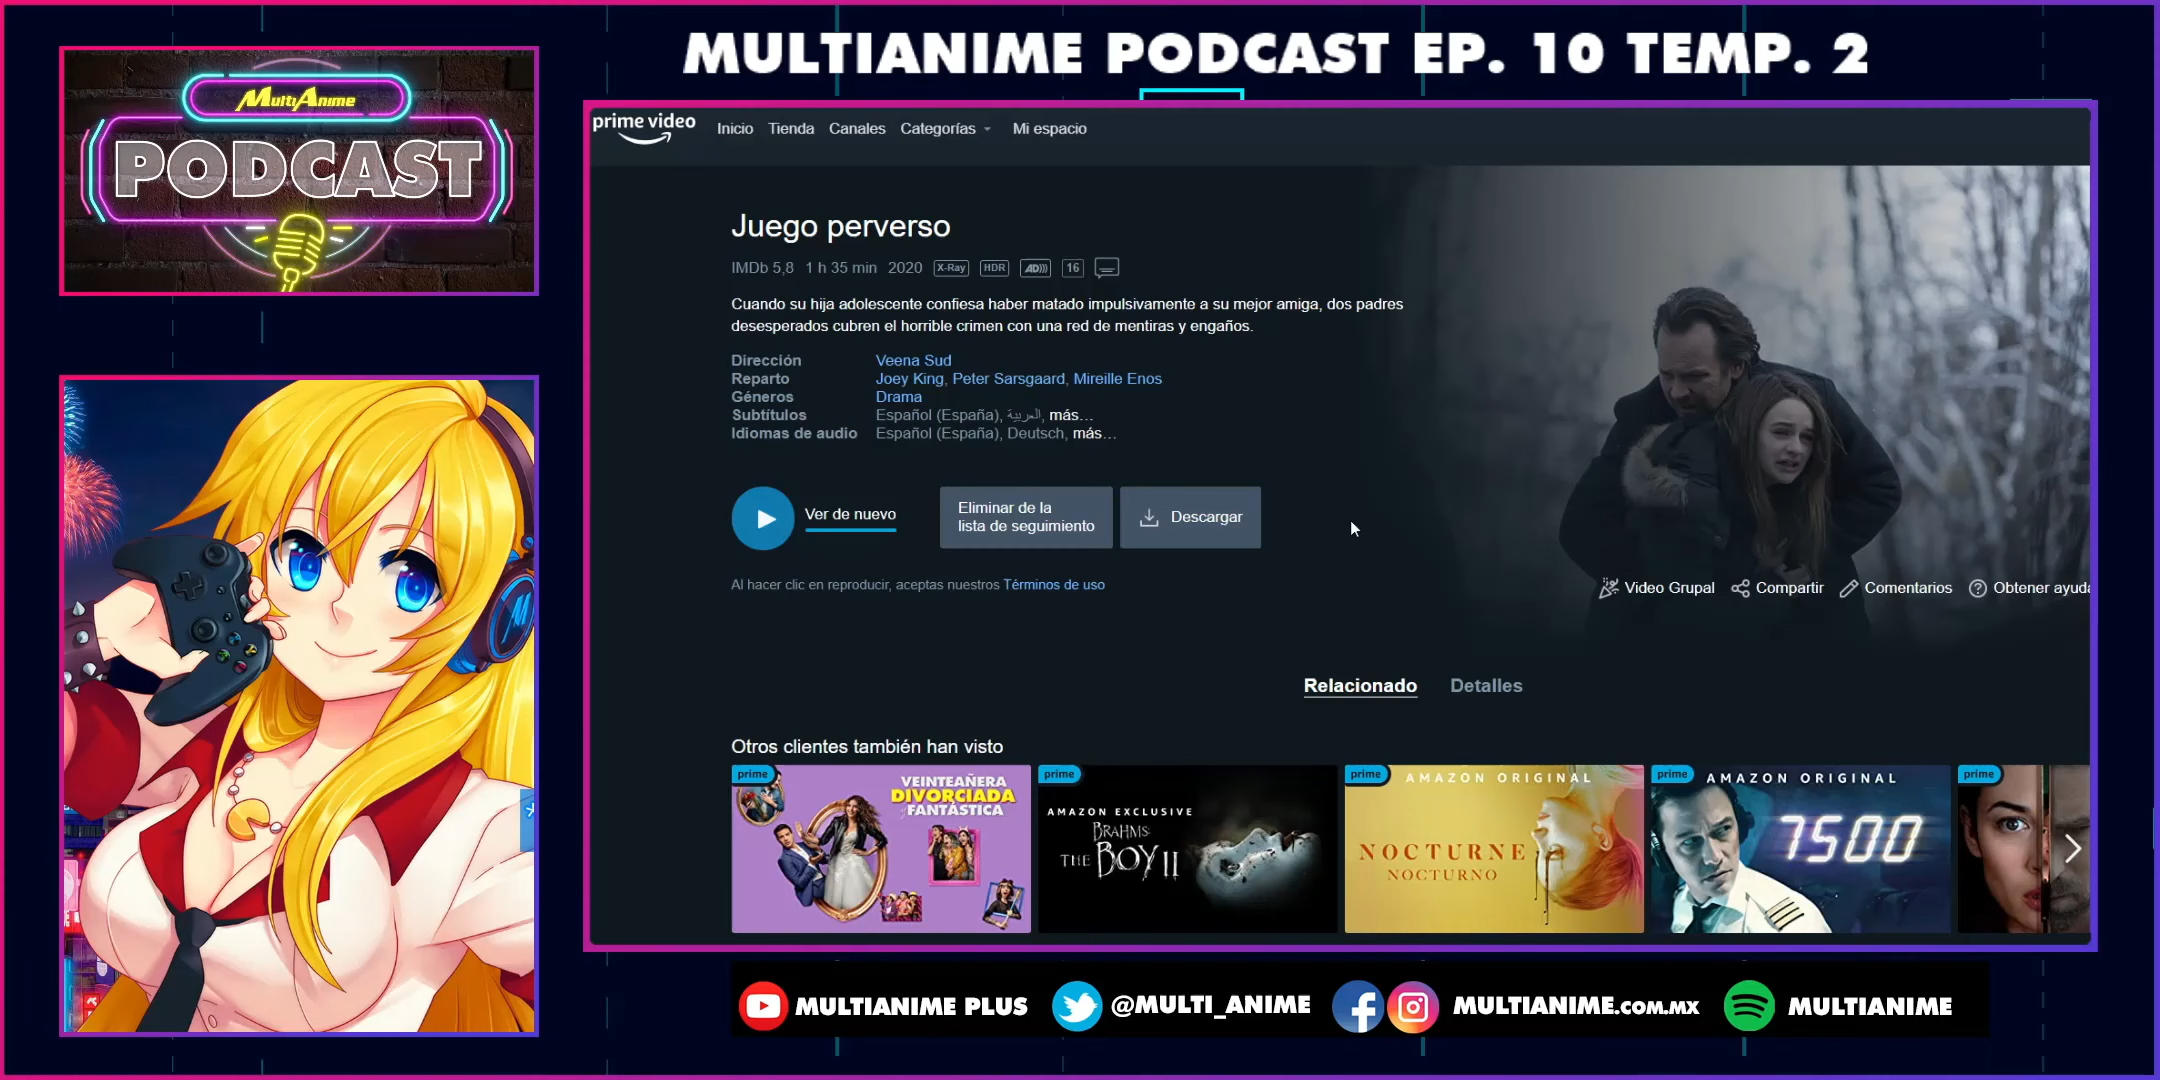 MULTIANIME PODCAST EP. 10 TEMP. 2
MultiAnime
PODCAST
prime video
Inicio
Tienda
Canales
Categorías
Mi espacio
Juego perverso
IMDb 5,8 1 h 35 min 2020 X-Ray HDR AD))) 16
Cuando su hija adolescente confiesa haber matado impulsivamente a su mejor amiga, dos padres
desesperados cubren el horrible crimen con una red de mentiras y engaños.
Dirección Veena Sud
Reparto Joey King, Peter Sarsgaard, Mireille Enos
Géneros Drama
Subtítulos Español (España), العربية, más...
Idiomas de audio Español (España), Deutsch, más...
Ver de nuevo
Eliminar de la
lista de seguimiento
Descargar
Al hacer clic en reproducir, aceptas nuestros Términos de uso
Video Grupal
Compartir
Comentarios
Obtener ayuda
Relacionado
Detalles
Otros clientes también han visto
prime
VEINTEAÑERA
DIVORCIADA
Y FANTÁSTICA
prime
AMAZON EXCLUSIVE
BRAHMS:
THE BOY II
prime
AMAZON ORIGINAL
NOCTURNE
NOCTURNO
prime
AMAZON ORIGINAL
7500
prime
MULTIANIME PLUS
@MULTI_ANIME
MULTIANIME.COM.MX
MULTIANIME